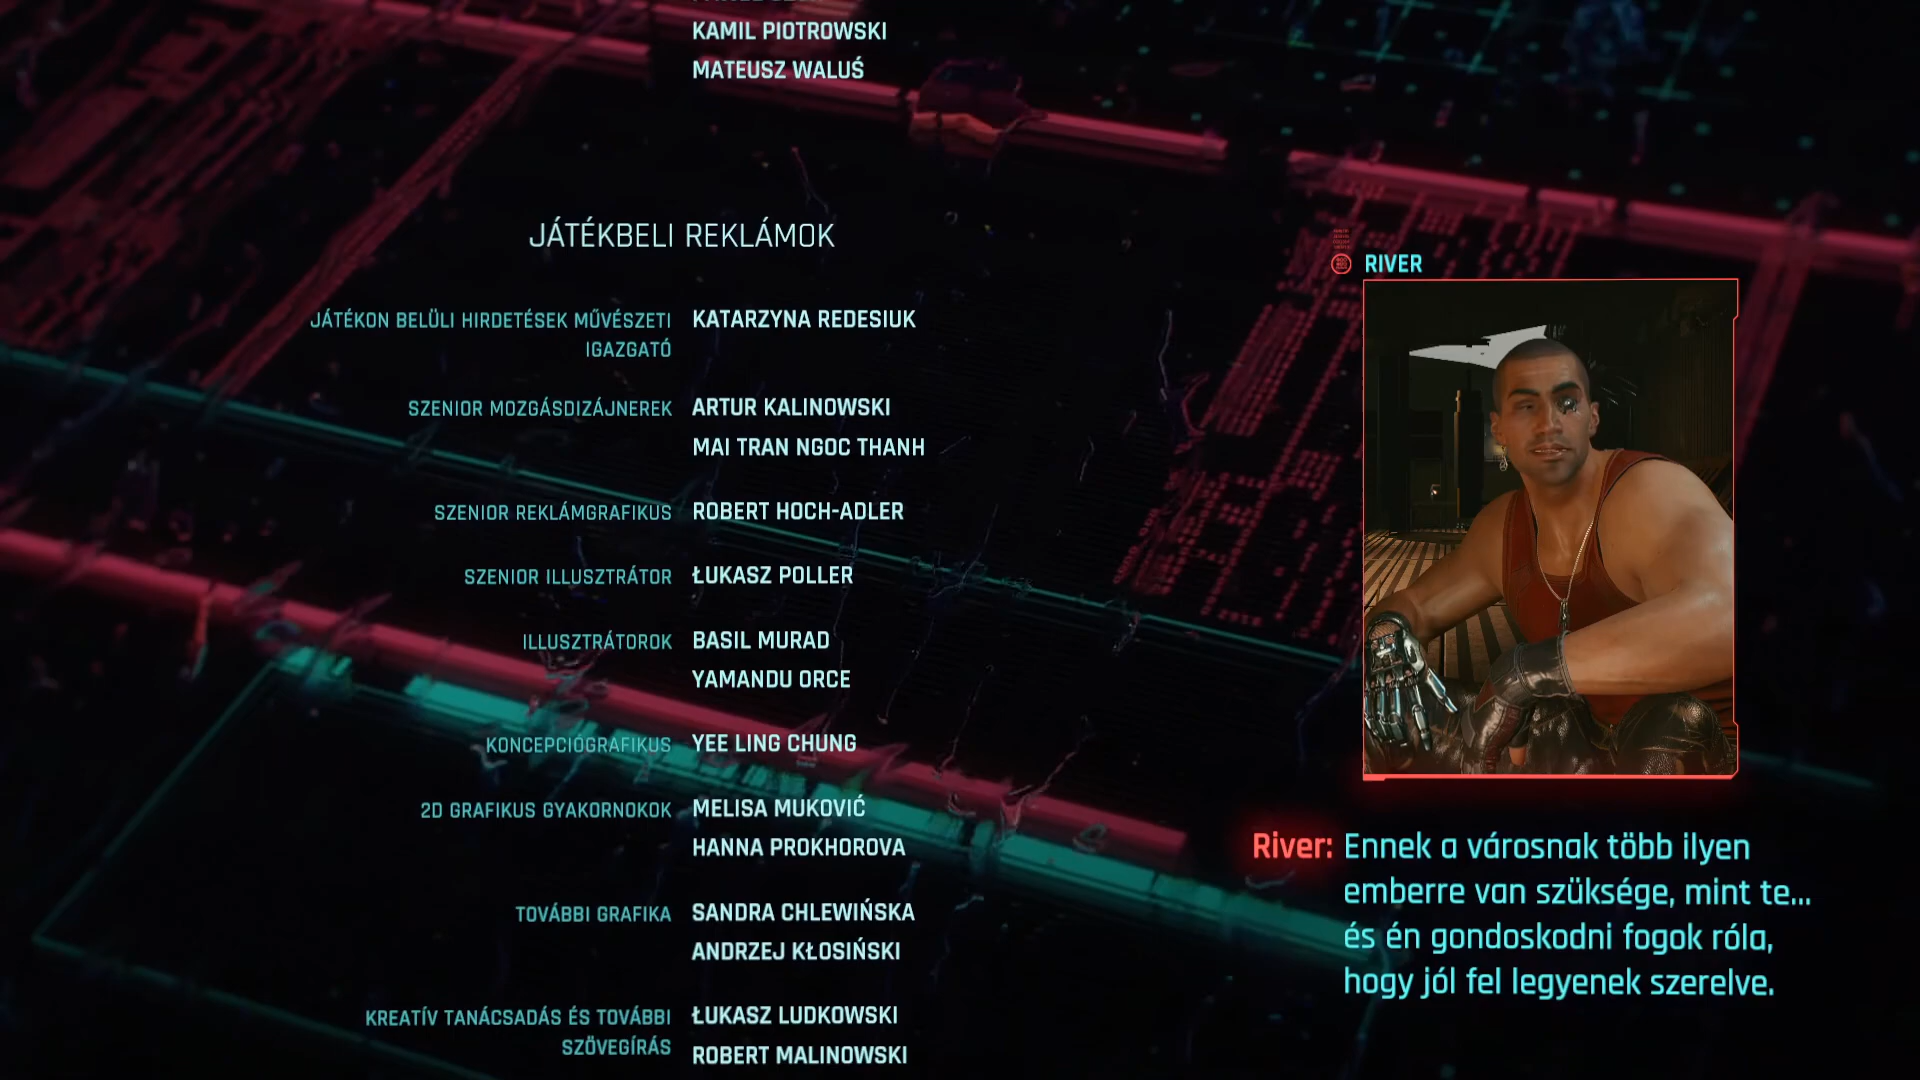 KAMIL PIOTROWSKI
MATEUSZ WALUŚ
JÁTÉKBELI REKLÁMOK
JÁTÉKON BELÜLI HIRDETÉSEK MŰVÉSZETI KATARZYNA REDESIUK
IGAZGATÓ
SZENIOR MOZGÁSDIZÁJNEREK ARTUR KALINOWSKI
MAI TRAN NGOC THANH
SZENIOR REKLÁMGRAFIKUS ROBERT HOCH-ADLER
SZENIOR ILLUSZTRÁTOR ŁUKASZ POLLER
ILLUSZTRÁTOROK BASIL MURAD
YAMANDU ORCE
KONCEPCIÓGRAFIKUS YEE LING CHUNG
2D GRAFIKUS GYAKORNOKOK MELISA MUKOVIĆ
HANNA PROKHOROVA
TOVÁBBI GRAFIKA SANDRA CHLEWIŃSKA
ANDRZEJ KŁOSIŃSKI
KREATÍV TANÁCSADÁS ÉS TOVÁBBI ŁUKASZ LUDKOWSKI
SZÖVEGÍRÁS ROBERT MALINOWSKI
RIVER
River: Ennek a városnak több ilyen
emberre van szüksége, mint te...
és én gondoskodni fogok róla,
hogy jól fel legyenek szerelve.